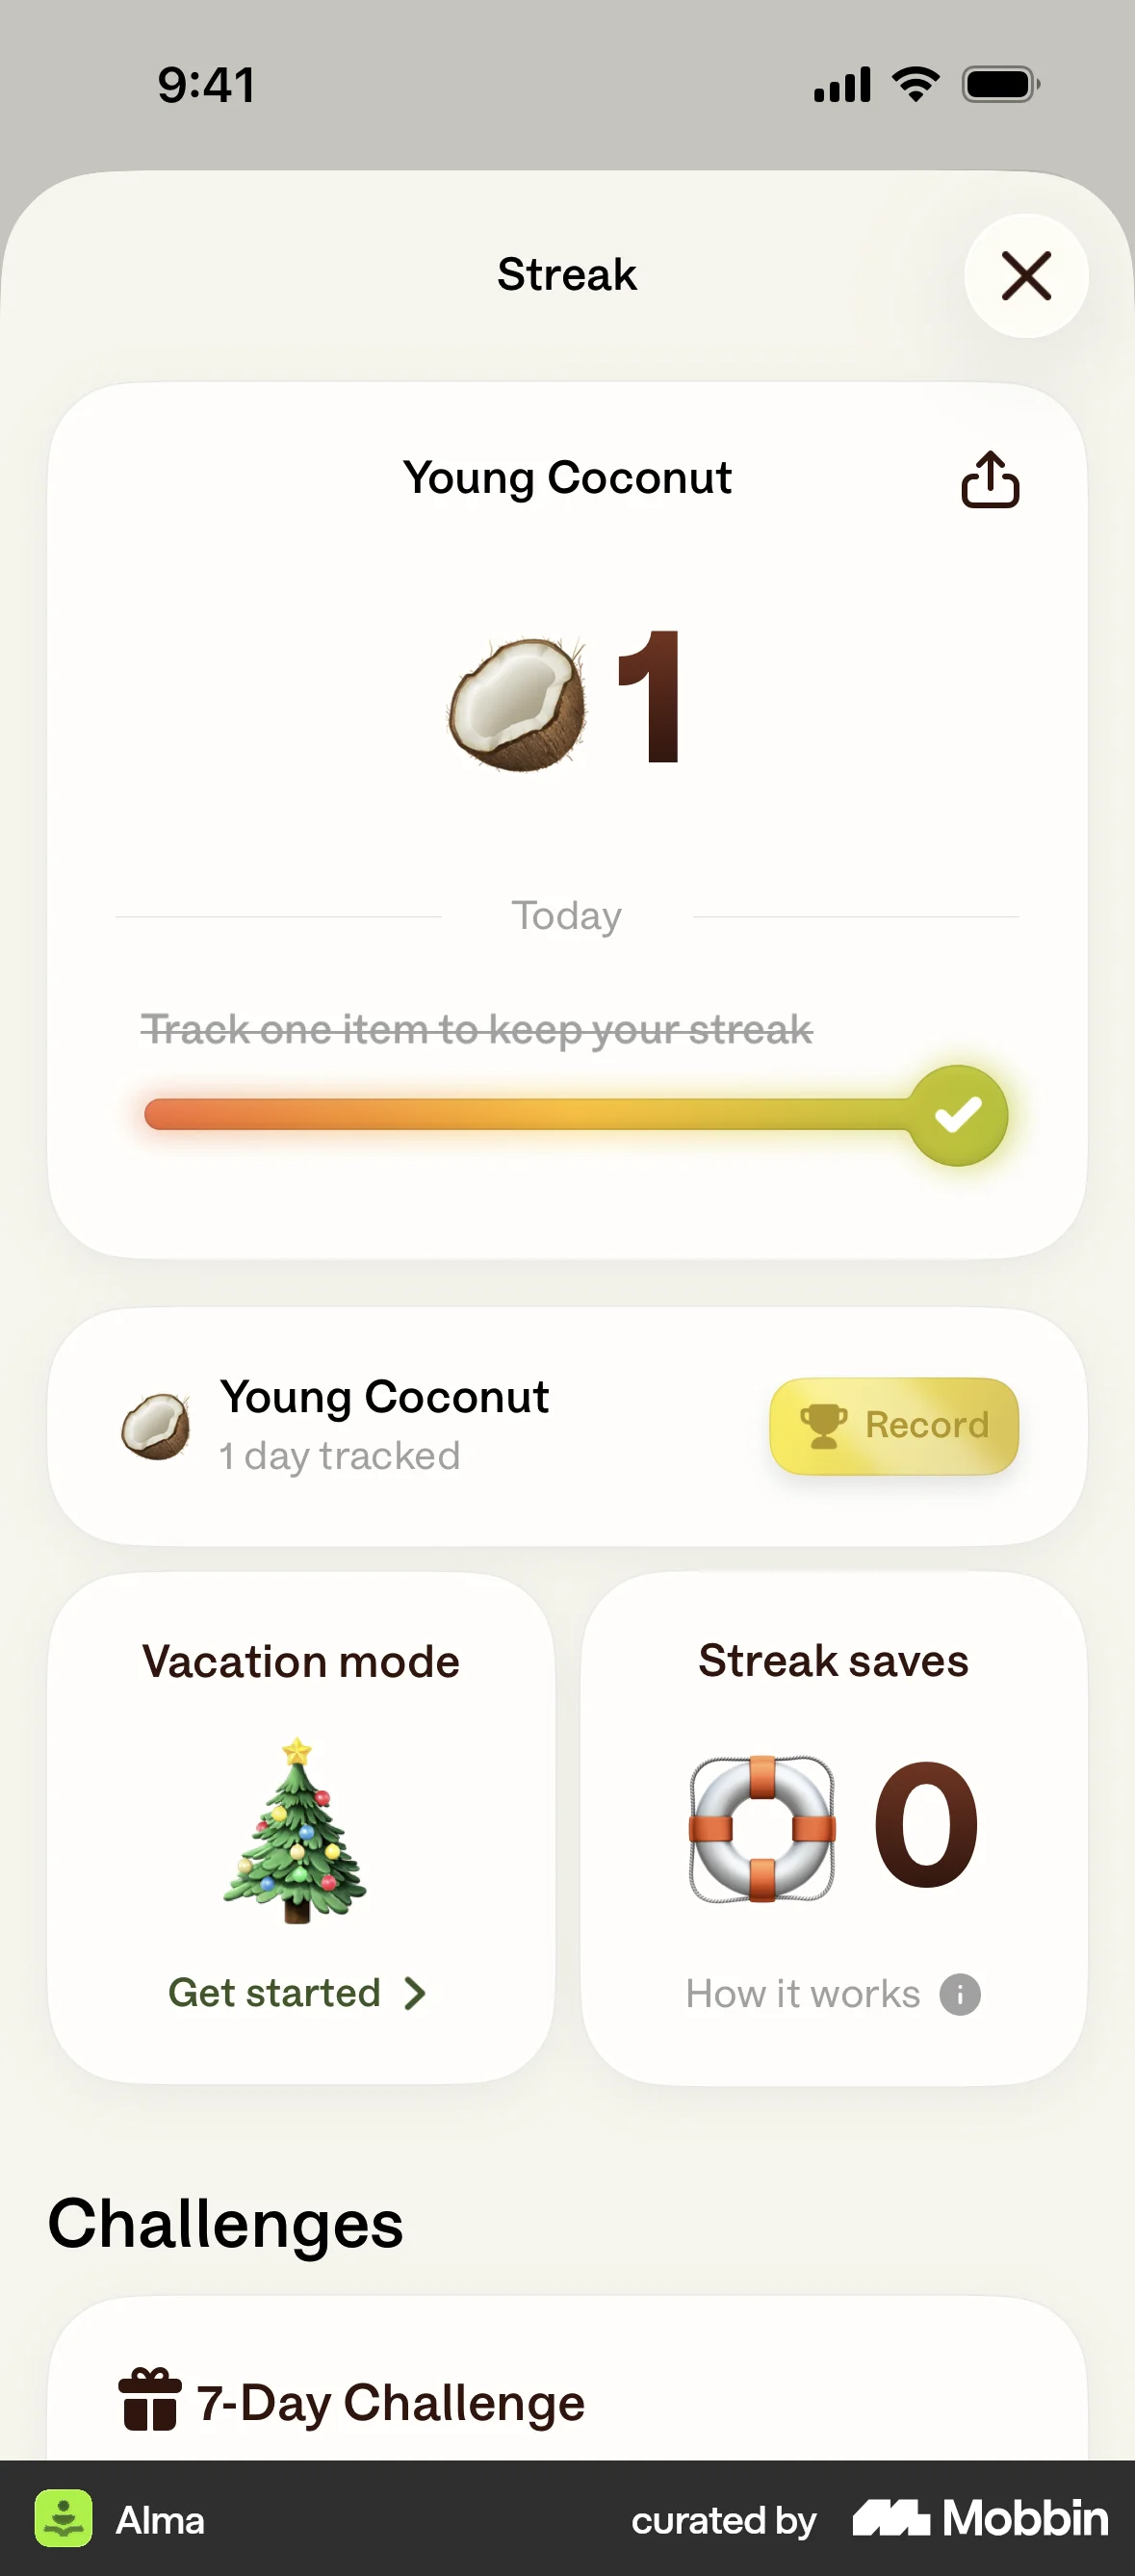 9:41
Streak
Young Coconut
1
Today
Track one item to keep your streak
Young Coconut
1 day tracked
Record
Vacation mode
Streak saves
0
Get started
How it works
Challenges
7-Day Challenge
Alma
curated by Mobbin